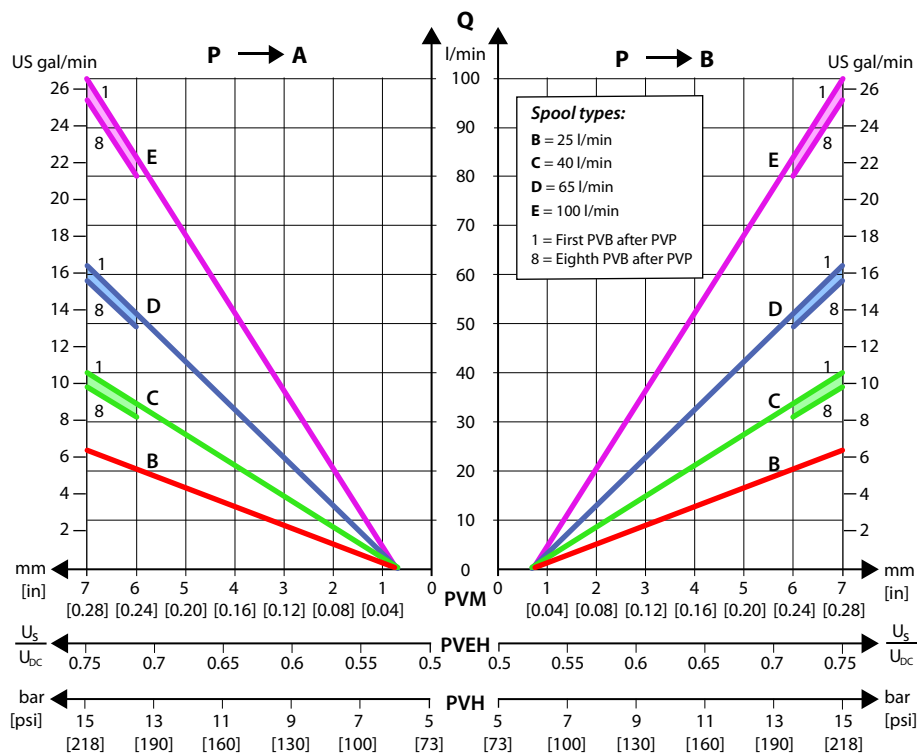 Q
P A
P B
US gal/min
l/min
US gal/min
26 100 26
24 90 24
22 80 22
20 70 20
18 60 18
16 50 16
14 40 14
12 30 12
10 20 10
8 10 8
6 0 6
4 4
2 2
1
8
E
1
8
D
1
8
C
B
Spool types:
B = 25 l/min
C = 40 l/min
D = 65 l/min
E = 100 l/min
1 = First PVB after PVP
8 = Eighth PVB after PVP
1
8
E
1
8
D
1
8
C
B
mm 7 6 5 4 3 2 1 0 0 1 2 3 4 5 6 7 mm
[in] [0.28] [0.24] [0.20] [0.16] [0.12] [0.08] [0.04] PVM [0.04] [0.08] [0.12] [0.16] [0.20] [0.24] [0.28] [in]
US PVEH US
UDC 0.75 0.7 0.65 0.6 0.55 0.5 0.5 0.55 0.6 0.65 0.7 0.75 UDC
bar PVH bar
[psi] 15 13 11 9 7 5 5 7 9 11 13 15 [psi]
[218] [190] [160] [130] [100] [73] [73] [100] [130] [160] [190] [218]